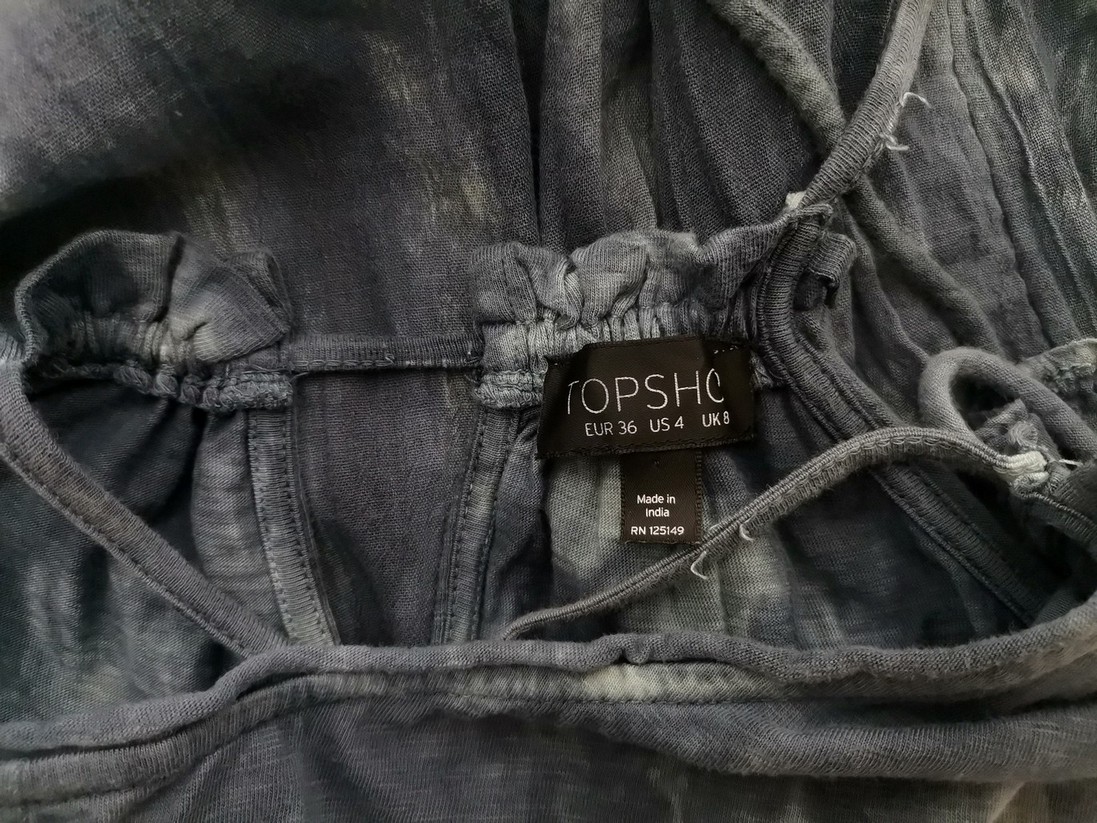 TOPSHO
EUR 36 US 4 UK 8
Made in
India
RN 125149